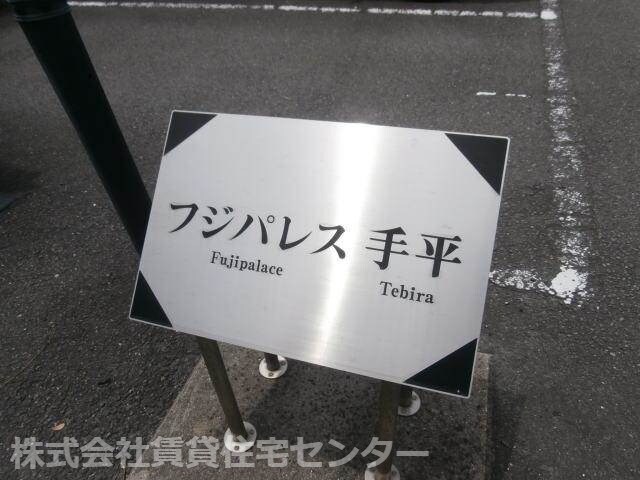 フジパレス 手平
Fujipalace Tebira
株式会社賃貸住宅センター